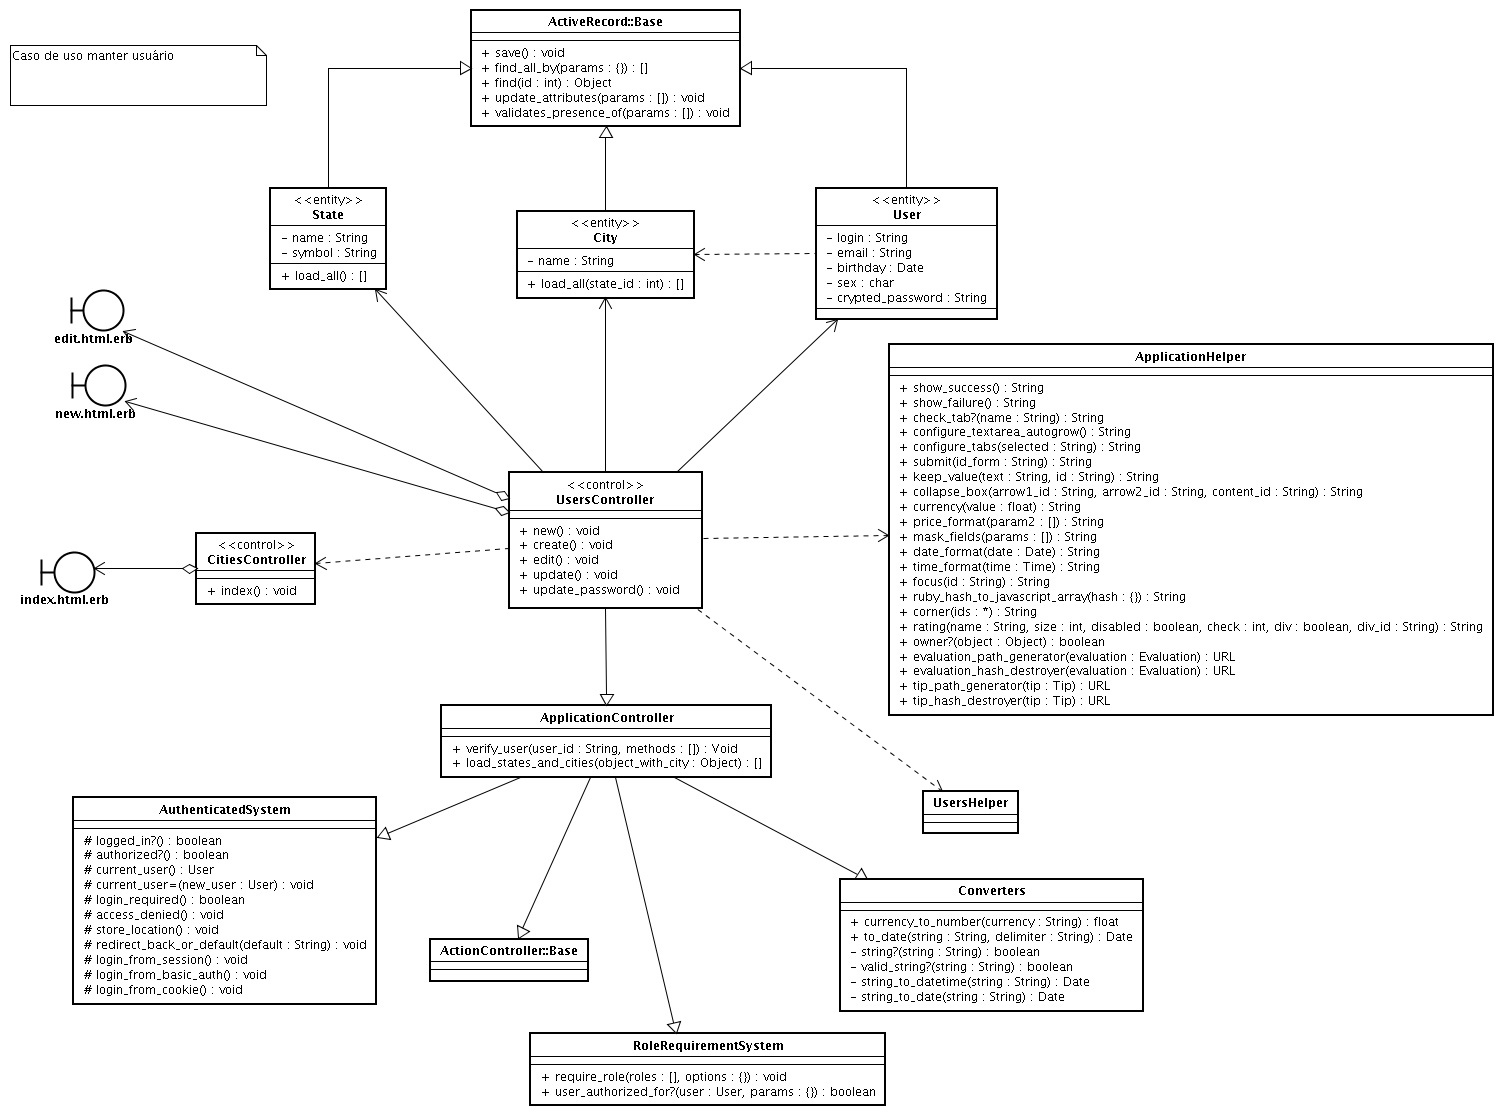 Caso de uso manter usuário
ActiveRecord::Base
+ save() : void
+ find_all_by(params : {}) : []
+ find(id : int) : Object
+ update_attributes(params : []) : void
+ validates_presence_of(params : []) : void
<<entity>>
State
- name : String
- symbol : String
+ load_all() : []
<<entity>>
City
- name : String
+ load_all(state_id : int) : []
<<entity>>
User
- login : String
- email : String
- birthday : Date
- sex : char
- crypted_password : String
edit.html.erb
new.html.erb
index.html.erb
<<control>>
CitiesController
+ index() : void
<<control>>
UsersController
+ new() : void
+ create() : void
+ edit() : void
+ update() : void
+ update_password() : void
ApplicationHelper
+ show_success() : String
+ show_failure() : String
+ check_tab?(name : String) : String
+ configure_textarea_autogrow() : String
+ configure_tabs(selected : String) : String
+ submit(id_form : String) : String
+ keep_value(text : String, id : String) : String
+ collapse_box(arrow1_id : String, arrow2_id : String, content_id : String) : String
+ currency(value : float) : String
+ price_format(param2 : []) : String
+ mask_fields(params : []) : String
+ date_format(date : Date) : String
+ time_format(time : Time) : String
+ focus(id : String) : String
+ ruby_hash_to_javascript_array(hash : {}) : String
+ corner(ids : *) : String
+ rating(name : String, size : int, disabled : boolean, check : int, div : boolean, div_id : String) : String
+ owner?(object : Object) : boolean
+ evaluation_path_generator(evaluation : Evaluation) : URL
+ evaluation_hash_destroyer(evaluation : Evaluation) : URL
+ tip_path_generator(tip : Tip) : URL
+ tip_hash_destroyer(tip : Tip) : URL
ApplicationController
+ verify_user(user_id : String, methods : []) : Void
+ load_states_and_cities(object_with_city : Object) : []
UsersHelper
AuthenticatedSystem
# logged_in?() : boolean
# authorized?() : boolean
# current_user() : User
# current_user=(new_user : User) : void
# login_required() : boolean
# access_denied() : void
# store_location() : void
# redirect_back_or_default(default : String) : void
# login_from_session() : void
# login_from_basic_auth() : void
# login_from_cookie() : void
ActionController::Base
Converters
+ currency_to_number(currency : String) : float
+ to_date(string : String, delimiter : String) : Date
- string?(string : String) : boolean
- valid_string?(string : String) : boolean
- string_to_datetime(string : String) : Date
- string_to_date(string : String) : Date
RoleRequirementSystem
+ require_role(roles : [], options : {}) : void
+ user_authorized_for?(user : User, params : {}) : boolean